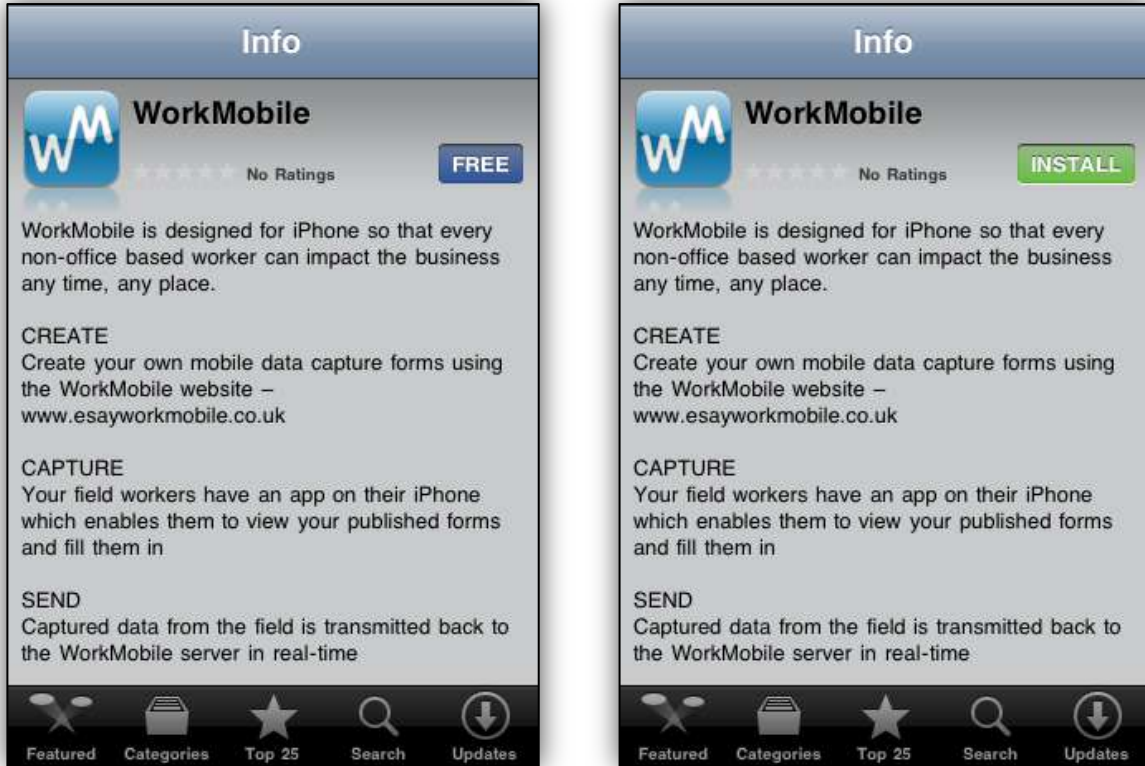 Info
WM
WorkMobile
No Ratings
FREE
WorkMobile is designed for iPhone so that every
non-office based worker can impact the business
any time, any place.
CREATE
Create your own mobile data capture forms using
the WorkMobile website –
www.esayworkmobile.co.uk
CAPTURE
Your field workers have an app on their iPhone
which enables them to view your published forms
and fill them in
SEND
Captured data from the field is transmitted back to
the WorkMobile server in real-time
Featured Categories Top 25 Search Updates
Info
WM
WorkMobile
No Ratings
INSTALL
WorkMobile is designed for iPhone so that every
non-office based worker can impact the business
any time, any place.
CREATE
Create your own mobile data capture forms using
the WorkMobile website –
www.esayworkmobile.co.uk
CAPTURE
Your field workers have an app on their iPhone
which enables them to view your published forms
and fill them in
SEND
Captured data from the field is transmitted back to
the WorkMobile server in real-time
Featured Categories Top 25 Search Updates